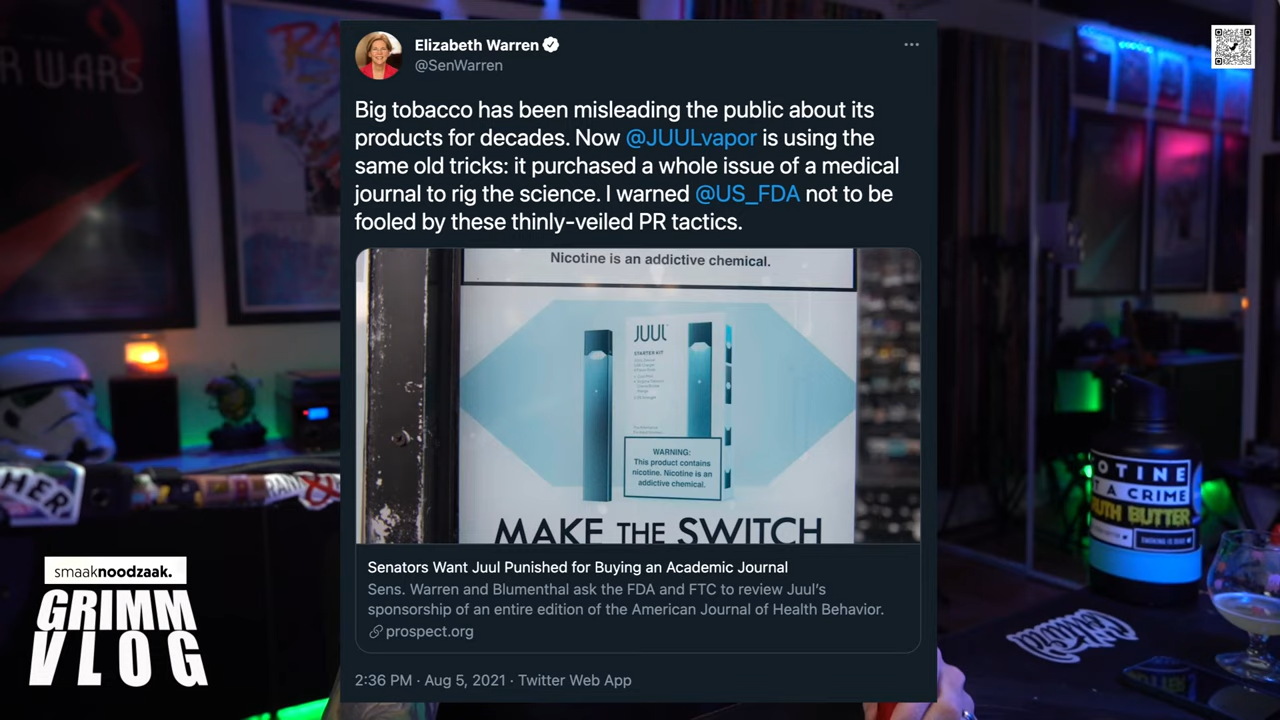 R WARS
Elizabeth Warren
@SenWarren
Big tobacco has been misleading the public about its
products for decades. Now @JUULvapor is using the
same old tricks: it purchased a whole issue of a medical
journal to rig the science. I warned @US_FDA not to be
fooled by these thinly-veiled PR tactics.
Nicotine is an addictive chemical.
JUUL
STARTER KIT
WARNING:
This product contains
nicotine. Nicotine is an
addictive chemical.
MAKE THE SWITCH
Senators Want Juul Punished for Buying an Academic Journal
Sens. Warren and Blumenthal ask the FDA and FTC to review Juul's
sponsorship of an entire edition of the American Journal of Health Behavior.
prospect.org
2:36 PM · Aug 5, 2021 · Twitter Web App
HER
OTINE
T A CRIME
UTH BUTTER
smaaknoodzaak.
GRIMM
VLOG